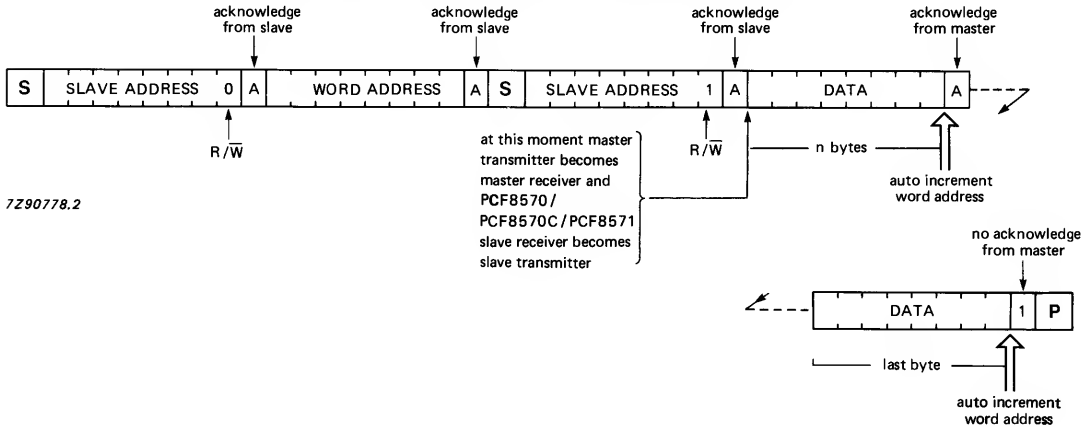 acknowledge from slave
acknowledge from slave
acknowledge from slave
acknowledge from master
S SLAVE ADDRESS 0 A WORD ADDRESS A S SLAVE ADDRESS 1 A DATA A
R/W̅
R/W̅
at this moment master
transmitter becomes
master receiver and
PCF8570/
PCF8570C/PCF8571
slave receiver becomes
slave transmitter
n bytes
auto increment
word address
7Z90778.2
no acknowledge
from master
DATA 1 P
last byte
auto increment
word address